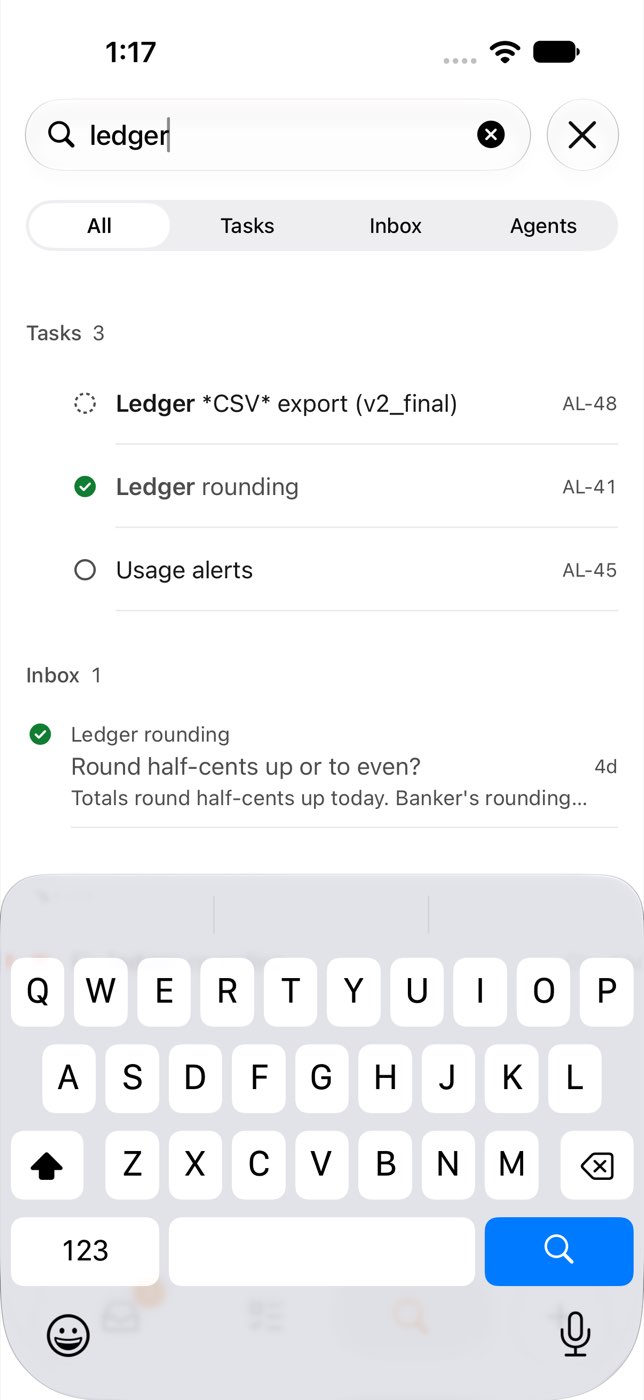 1:17
ledger
All Tasks Inbox Agents
Tasks 3
Ledger *CSV* export (v2_final) AL-48
Ledger rounding AL-41
Usage alerts AL-45
Inbox 1
Ledger rounding
Round half-cents up or to even? 4d
Totals round half-cents up today. Banker's rounding...
Q W E R T Y U I O P
A S D F G H J K L
Z X C V B N M
123